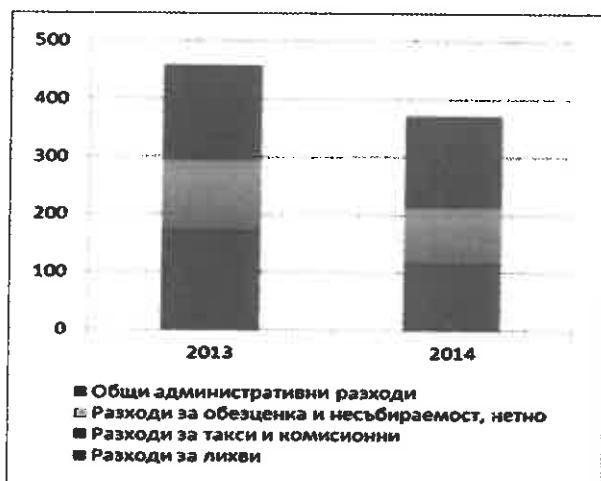 500
400
300
200
100
0
2013 2014
Общи административни разходи
Разходи за обезценка и несъбираемост, нетно
Разходи за такси и комисионни
Разходи за лихви